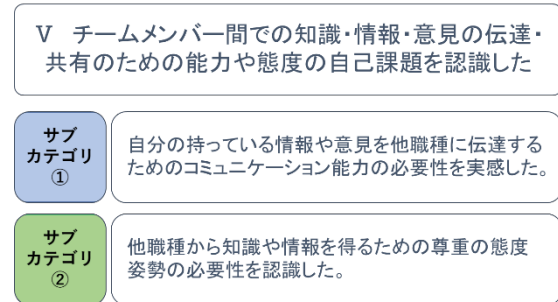 Ⅴ チームメンバー間での知識・情報・意見の伝達・
共有のための能力や態度の自己課題を認識した
サブ
カテゴリ
①
自分の持っている情報や意見を他職種に伝達する
ためのコミュニケーション能力の必要性を実感した。
サブ
カテゴリ
②
他職種から知識や情報を得るための尊重の態度
姿勢の必要性を認識した。